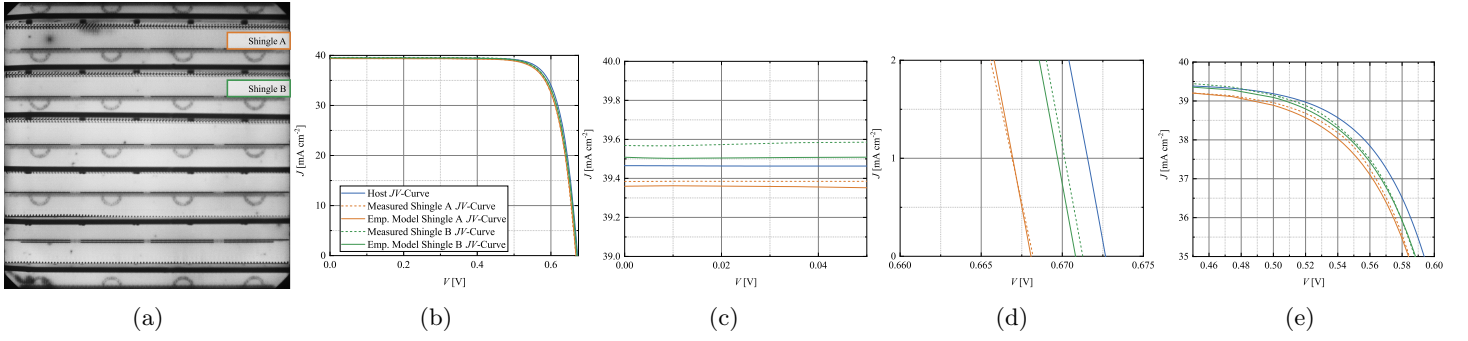 Shingle A
Shingle B
(a)
40
30
20
10
0
J [mA cm⁻²]
0.0
0.2
0.4
0.6
V [V]
Host JV-Curve
Measured Shingle A JV-Curve
Emp. Model Shingle A JV-Curve
Measured Shingle B JV-Curve
Emp. Model Shingle B JV-Curve
(b)
40.0
39.8
39.6
39.4
39.2
39.0
J [mA cm⁻²]
0.00
0.02
0.04
V [V]
(c)
2
1
0
J [mA cm⁻²]
0.660
0.665
0.670
0.675
V [V]
(d)
40
39
38
37
36
35
J [mA cm⁻²]
0.46
0.48
0.50
0.52
0.54
0.56
0.58
0.60
V [V]
(e)